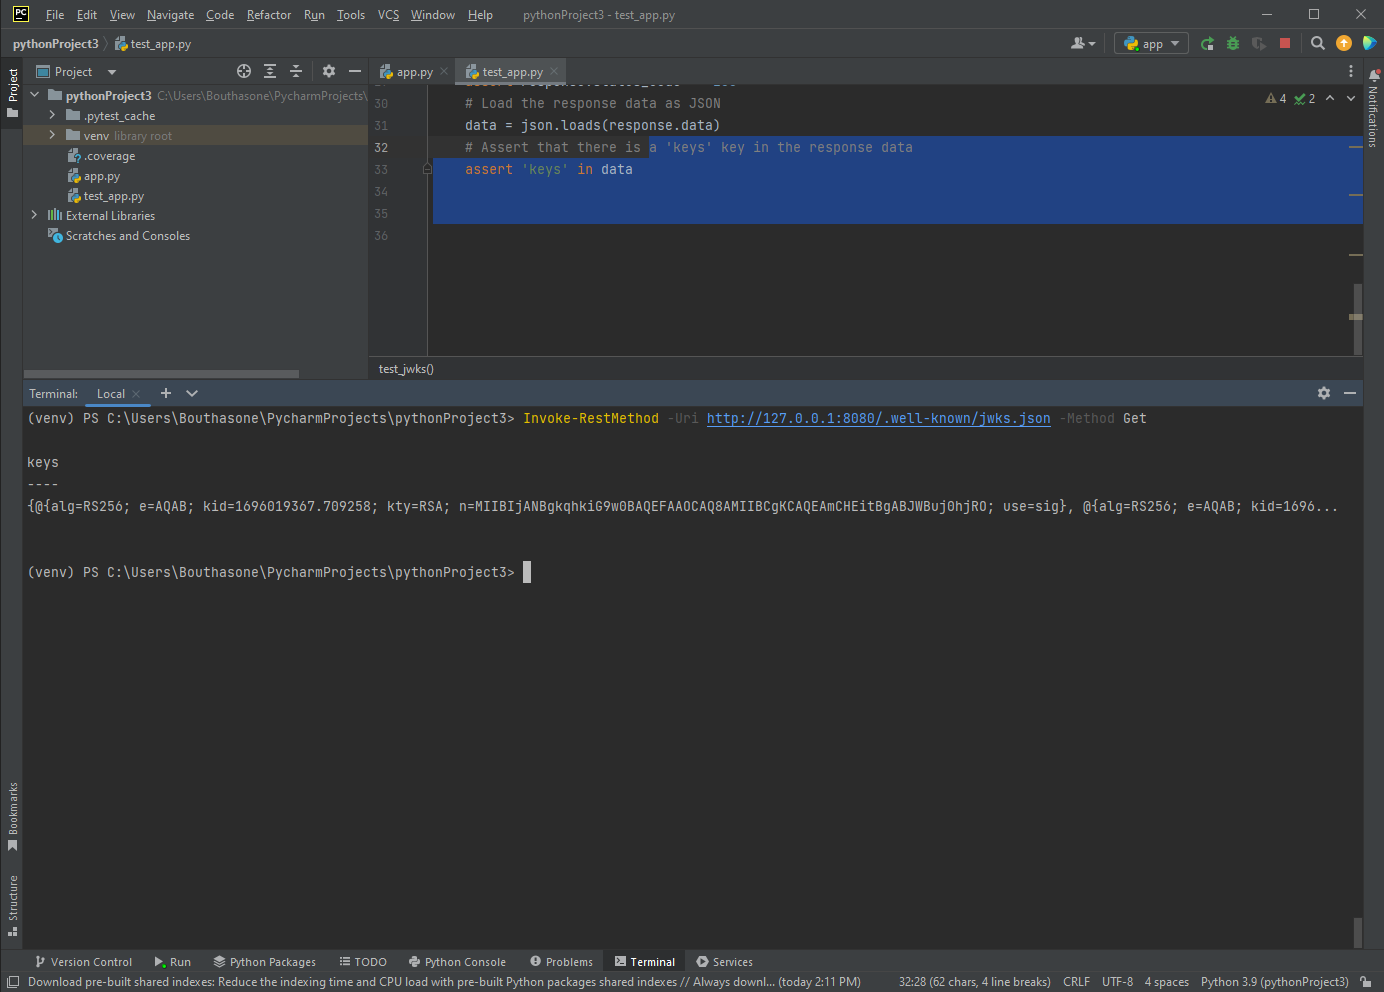 PC File Edit View Navigate Code Refactor Run Tools VCS Window Help pythonProject3 - test_app.py
pythonProject3 test_app.py app
Project app.py test_app.py
Project
pythonProject3 C:\Users\Bouthasone\PycharmProjects\
.pytest_cache
venv library root
.coverage
app.py
test_app.py
External Libraries
Scratches and Consoles
30 # Load the response data as JSON
31 data = json.loads(response.data)
32 # Assert that there is a 'keys' key in the response data
33 assert 'keys' in data
34
35
36
4 2
Notifications
test_jwks()
Terminal: Local
(venv) PS C:\Users\Bouthasone\PycharmProjects\pythonProject3> Invoke-RestMethod -Uri http://127.0.0.1:8080/.well-known/jwks.json -Method Get
keys
----
{@{alg=RS256; e=AQAB; kid=1696019367.709258; kty=RSA; n=MIIBIjANBgkqhkiG9w0BAQEFAAOCAQ8AMIIBCgKCAQEAmCHEitBgABJWBuj0hjRO; use=sig}, @{alg=RS256; e=AQAB; kid=1696...
(venv) PS C:\Users\Bouthasone\PycharmProjects\pythonProject3>
Bookmarks
Structure
Version Control Run Python Packages TODO Python Console Problems Terminal Services
Download pre-built shared indexes: Reduce the indexing time and CPU load with pre-built Python packages shared indexes // Always downl... (today 2:11 PM) 32:28 (62 chars, 4 line breaks) CRLF UTF-8 4 spaces Python 3.9 (pythonProject3)